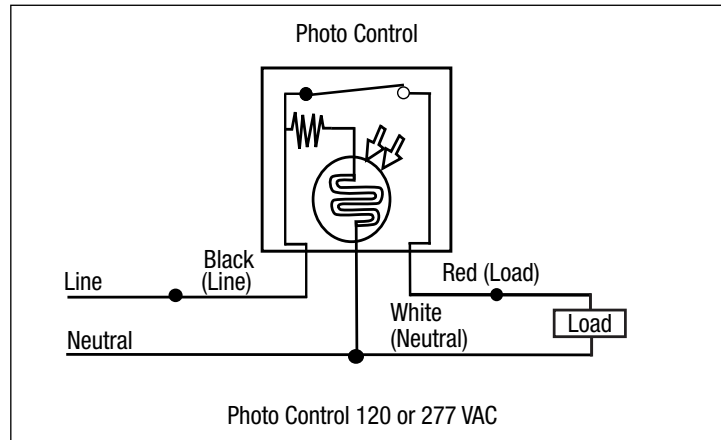 Photo Control
Black
(Line)
Line
Red (Load)
White
(Neutral)
Load
Neutral
Photo Control 120 or 277 VAC